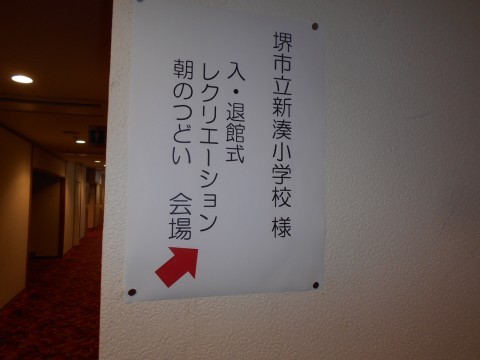 堺市立新湊小学校 様
入・退館式
レクリエーション
朝のつどい 会場